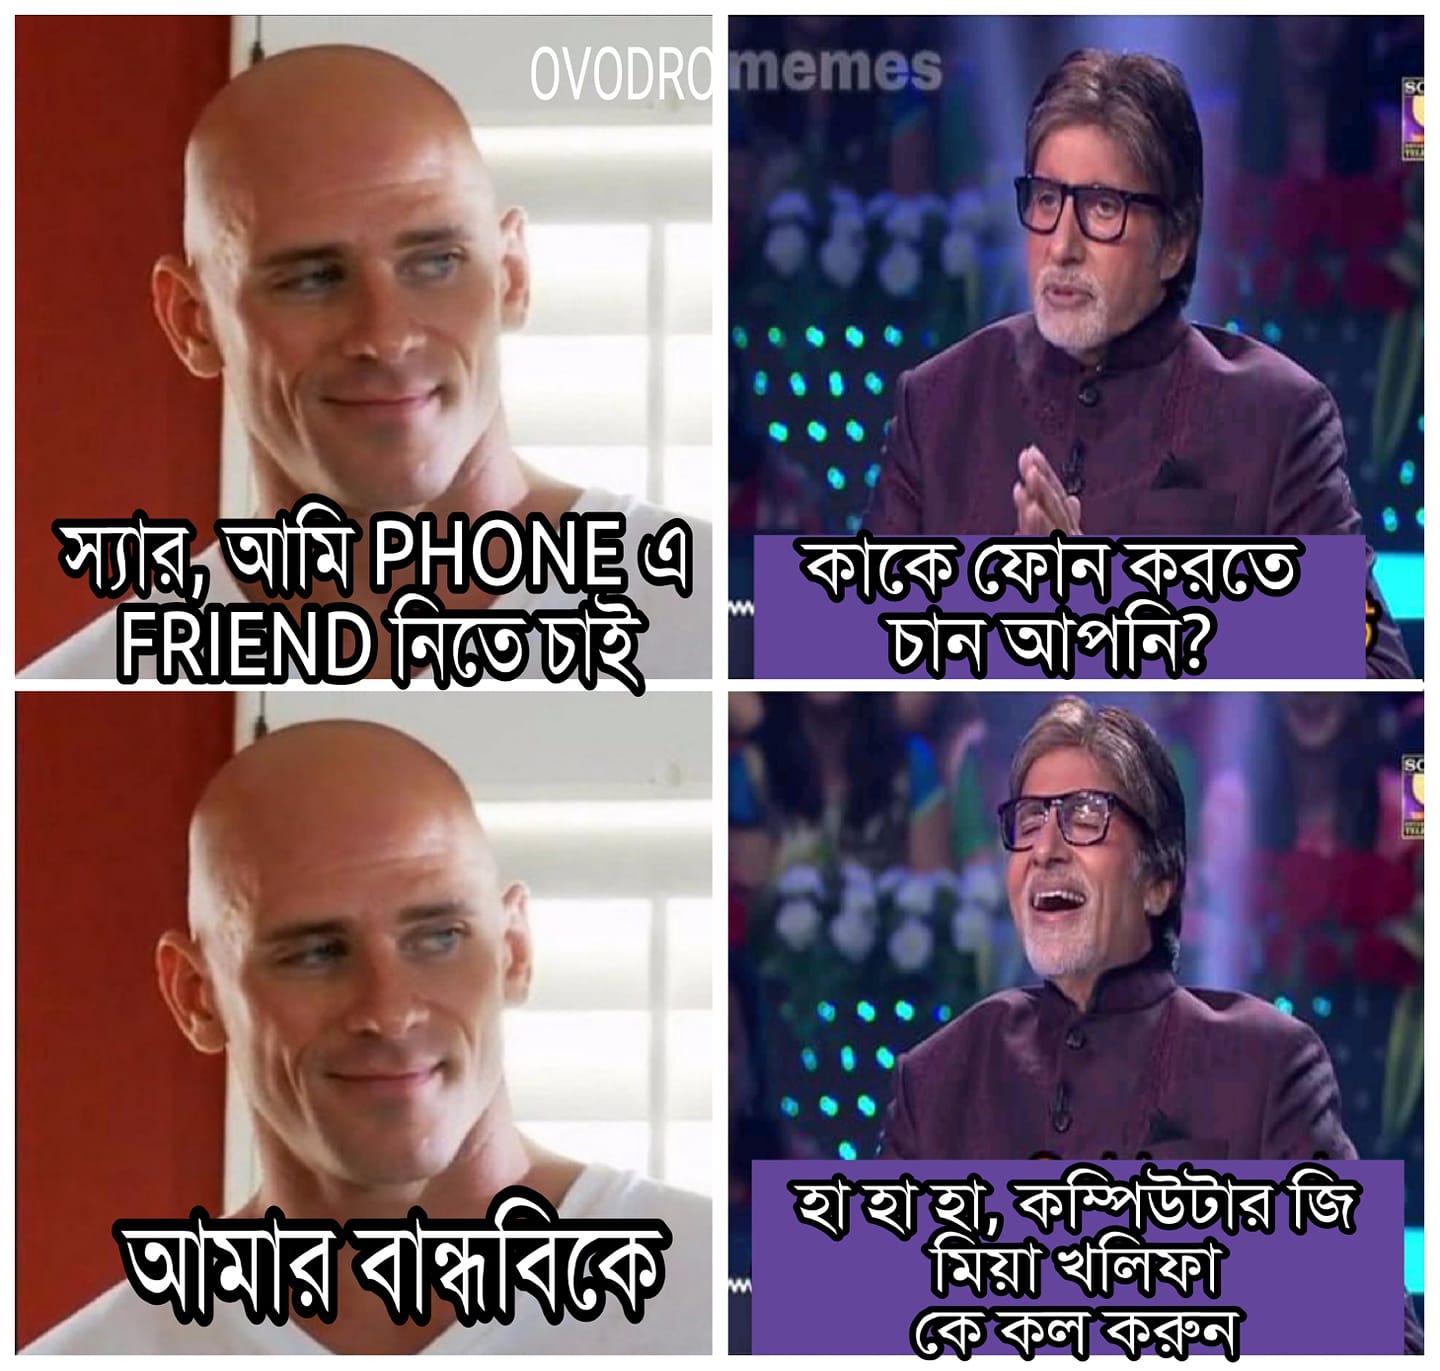 OVODRO memes
স্যার, আমি PHONE এ
FRIEND নিতে চাই
কাকে ফোন করতে
চান আপনি?
আমার বান্ধবিকে
হা হা হা, কম্পিউটার জি
মিয়া খলিফা
কে কল করুন